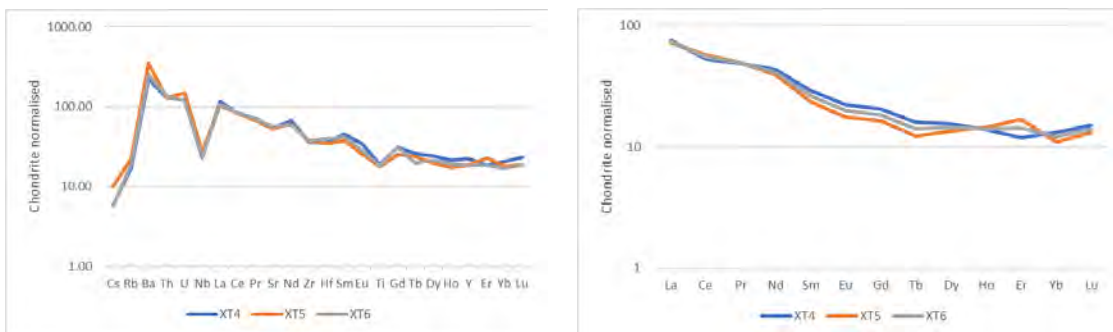 Chondrite normalised
1000.00
100.00
10.00
1.00
Cs Rb Ba Th U Nb La Ce Pr Sr Nd Zr Hf Sm Eu Ti Gd Tb Dy Ho Y Er Yb Lu
XT4 XT5 XT6
Chondrite normalised
100
10
1
La Ce Pr Nd Sm Eu Gd Tb Dy Ho Er Yb Lu
XT4 XT5 XT6